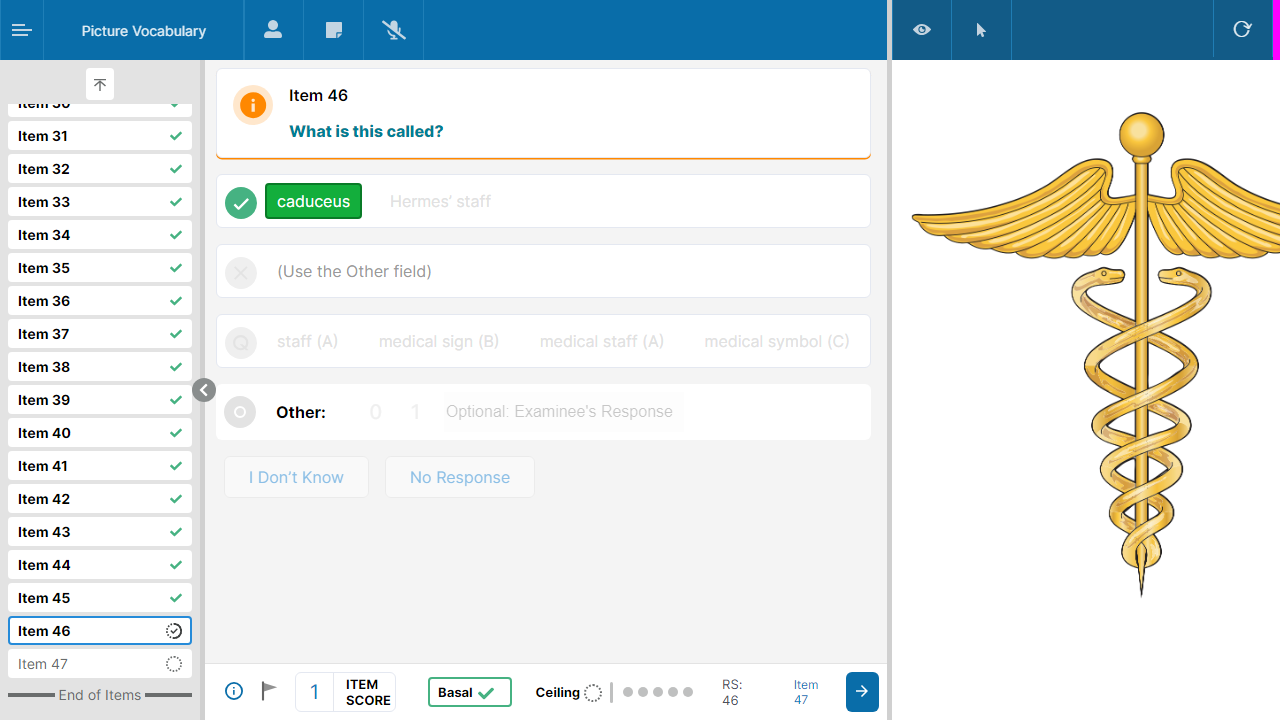 Picture Vocabulary
Item 30
Item 31
Item 32
Item 33
Item 34
Item 35
Item 36
Item 37
Item 38
Item 39
Item 40
Item 41
Item 42
Item 43
Item 44
Item 45
Item 46
Item 47
End of Items
Item 46
What is this called?
caduceus Hermes' staff
(Use the Other field)
Q staff (A) medical sign (B) medical staff (A) medical symbol (C)
Other: 0 1 Optional: Examinee's Response
I Don't Know No Response
1 ITEM SCORE Basal Ceiling RS: 46 Item 47